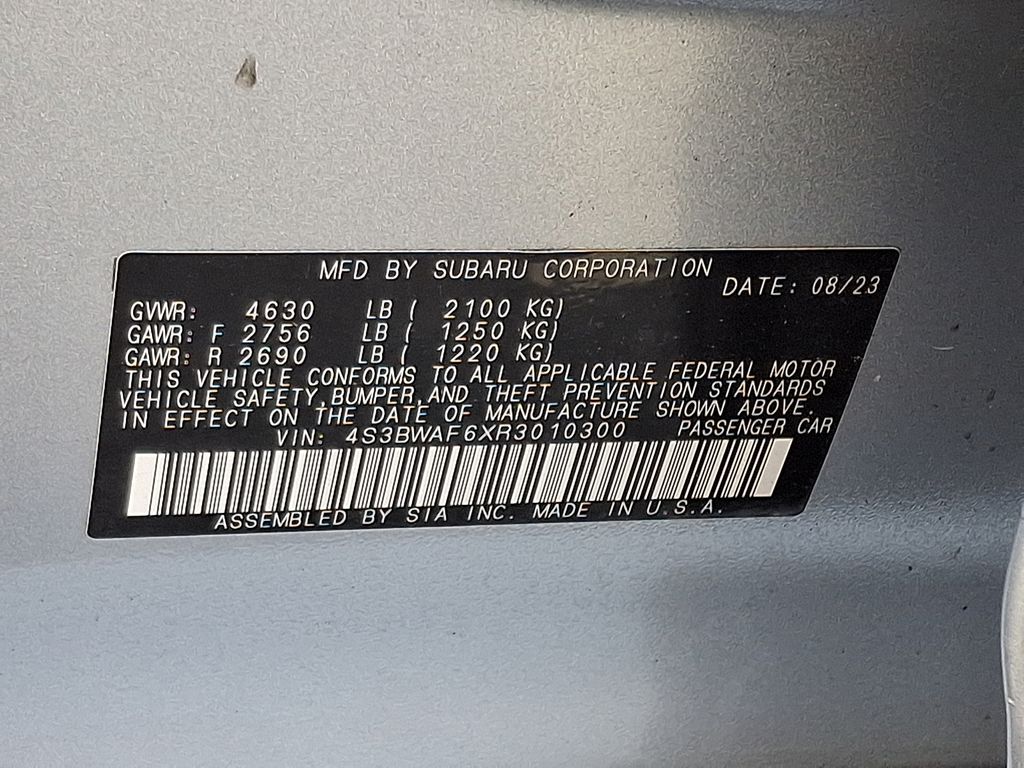 MFD BY SUBARU CORPORATION
DATE: 08/23
GVWR: 4630 LB ( 2100 KG)
GAWR: F 2756 LB ( 1250 KG)
GAWR: R 2690 LB ( 1220 KG)
THIS VEHICLE CONFORMS TO ALL APPLICABLE FEDERAL MOTOR
VEHICLE SAFETY, BUMPER, AND THEFT PREVENTION STANDARDS
IN EFFECT ON THE DATE OF MANUFACTURE SHOWN ABOVE.
VIN: 4S3BWAF6XR3010300 PASSENGER CAR
ASSEMBLED BY SIA INC. MADE IN U.S.A.